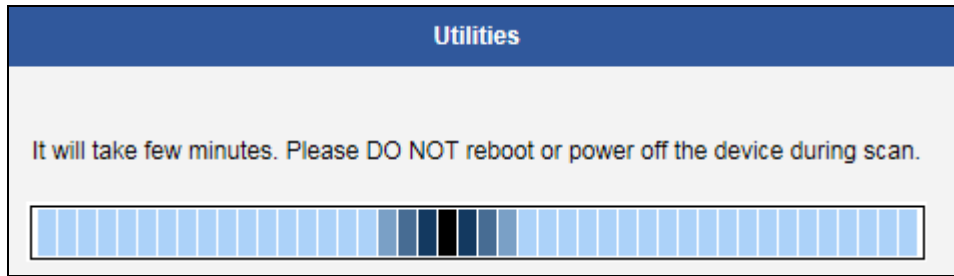 Utilities
It will take few minutes. Please DO NOT reboot or power off the device during scan.